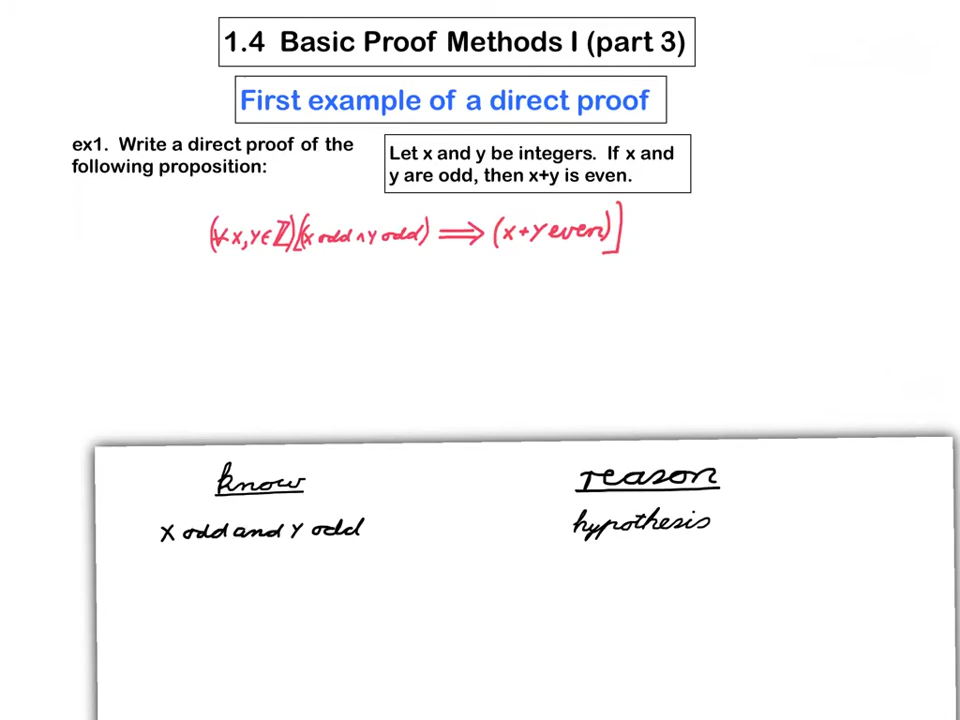 1.4 Basic Proof Methods I (part 3)
First example of a direct proof
ex1. Write a direct proof of the
following proposition:
Let x and y be integers. If x and
y are odd, then x+y is even.
(∀x,y∈ℤ)[(x odd ∧ y odd) ⟹ (x+y even)]
know reason
x odd and y odd hypothesis